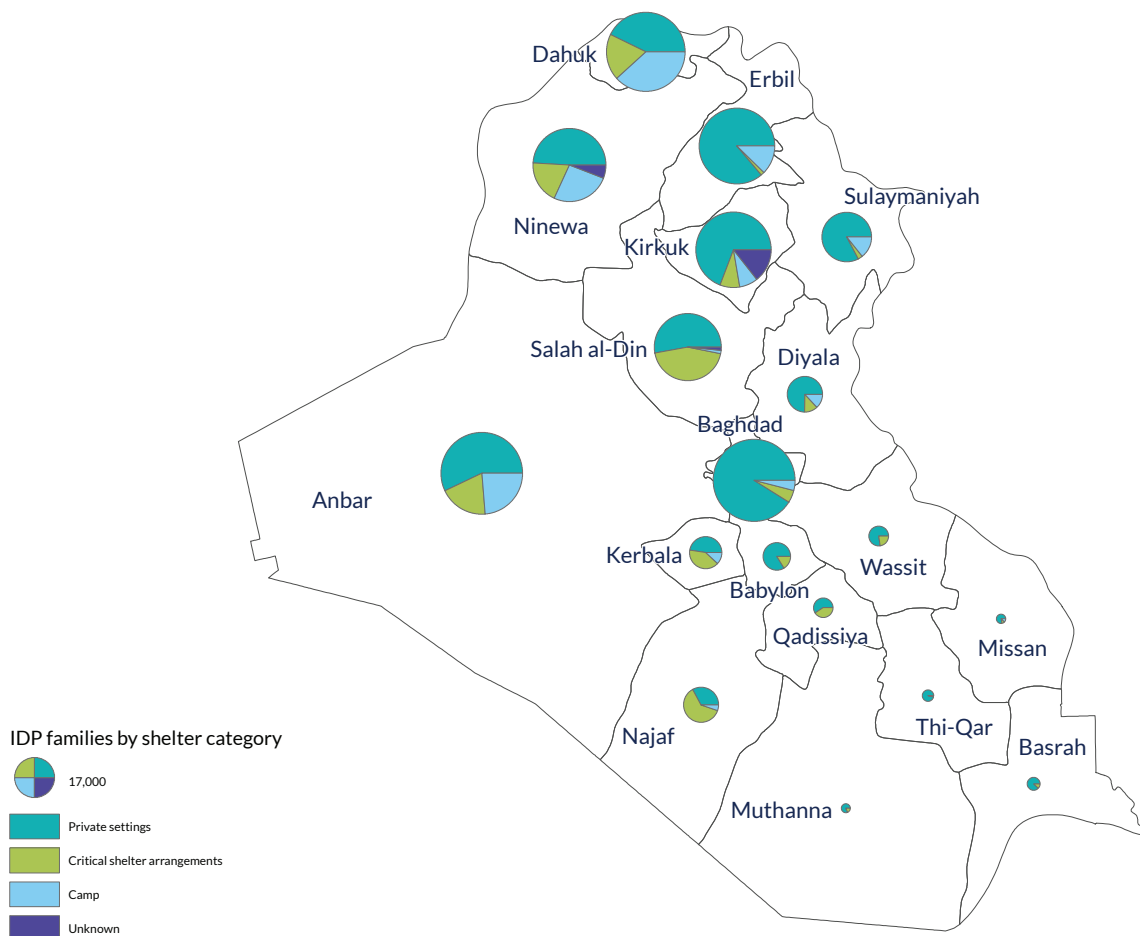 Dahuk
Erbil
Sulaymaniyah
Ninewa
Kirkuk
Salah al-Din
Diyala
Baghdad
Anbar
Kerbala
Wassit
Babylon
Qadissiya
Missan
Najaf
Thi-Qar
Basrah
Muthanna
IDP families by shelter category
17,000
Private settings
Critical shelter arrangements
Camp
Unknown